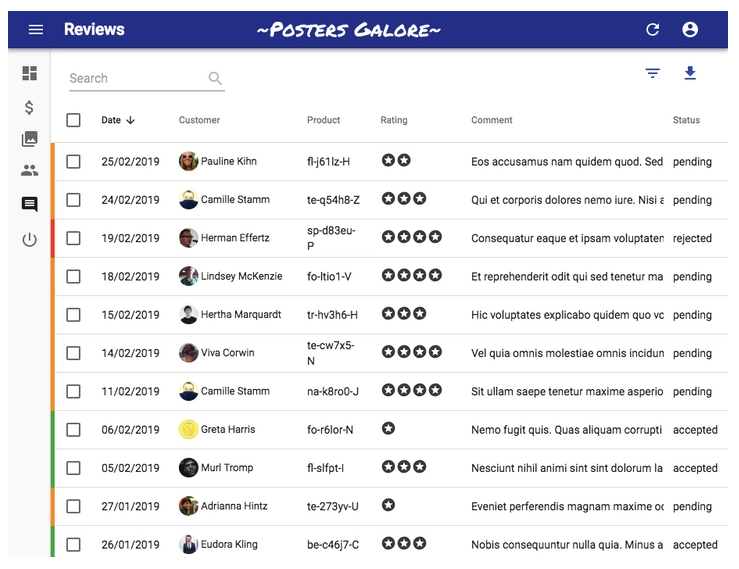 Reviews ~Posters Galore~
Search
Date Customer Product Rating Comment Status
25/02/2019 Pauline Kihn fl-j61lz-H Eos accusamus nam quidem quod. Sed pending
24/02/2019 Camille Stamm te-q54h8-Z Qui et corporis dolores nemo iure. Nisi a pending
19/02/2019 Herman Effertz sp-d83eu-P Consequatur eaque et ipsam voluptaten rejected
18/02/2019 Lindsey McKenzie fo-ltio1-V Et reprehenderit odit qui sed tenetur ma pending
15/02/2019 Hertha Marquardt tr-hv3h6-H Hic voluptates explicabo quidem quo vc pending
14/02/2019 Viva Corwin te-cw7x5-N Vel quia omnis molestiae omnis incidun pending
11/02/2019 Camille Stamm na-k8ro0-J Sit ullam saepe tenetur maxime asperio pending
06/02/2019 Greta Harris fo-r6lor-N Nemo fugit quis. Quas aliquam corrupti accepted
05/02/2019 Murl Tromp fl-slfpt-I Nesciunt nihil animi sint sint dolorum la accepted
27/01/2019 Adrianna Hintz te-273yv-U Eveniet perferendis magnam maxime oc pending
26/01/2019 Eudora Kling be-c46j7-C Nobis consequuntur nulla quia. Minus a accepted